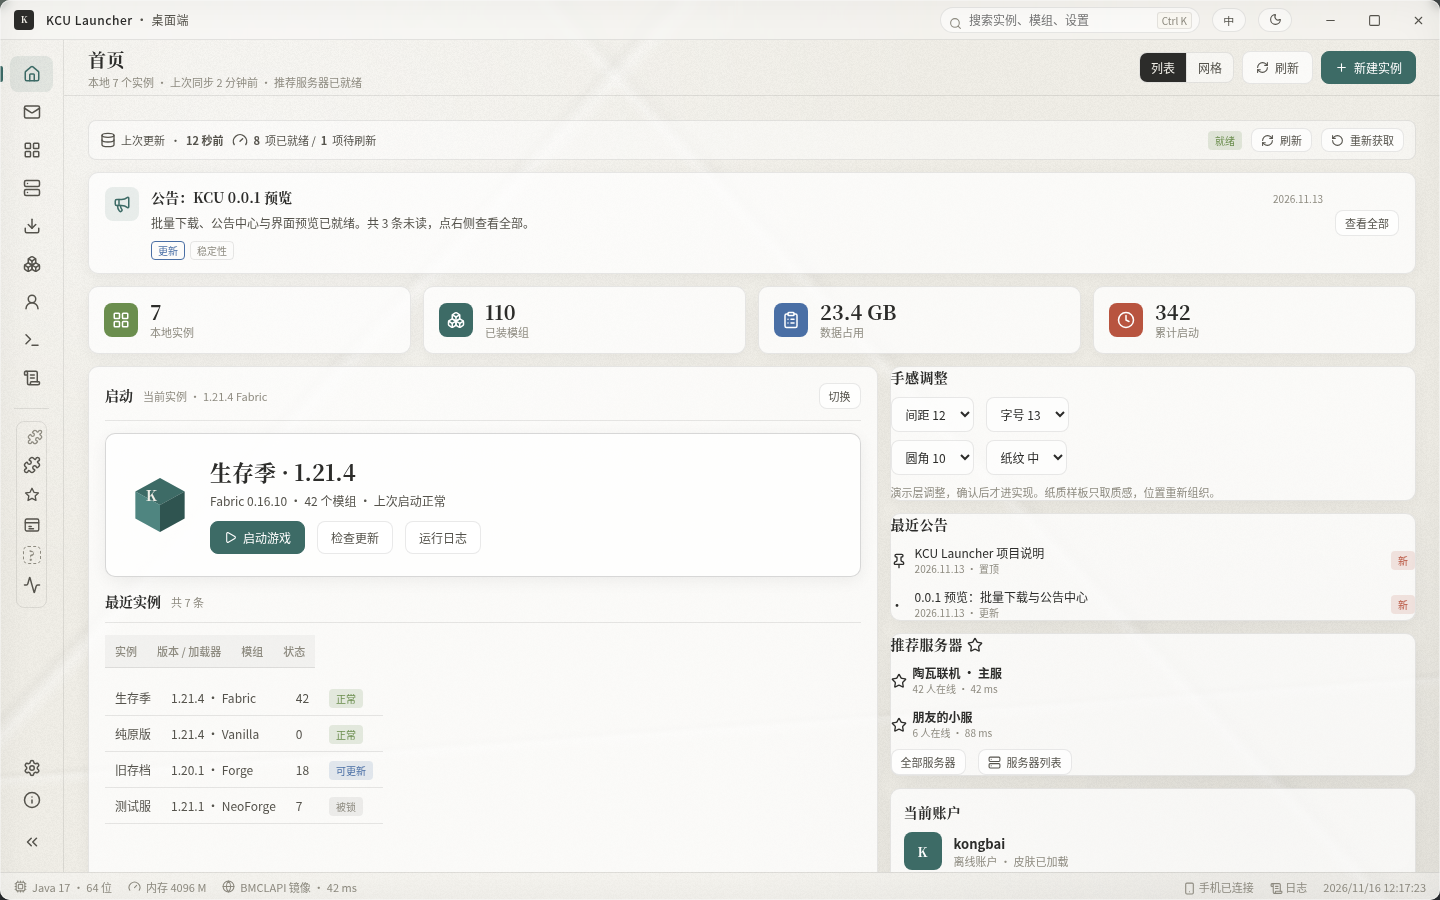 K KCU Launcher • 桌面端
搜索实例、模组、设置 Ctrl K 中
首页
本地 7 个实例 • 上次同步 2 分钟前 • 推荐服务器已就绪
列表 网格 刷新 新建实例
上次更新 • 12 秒前 8 项已就绪 / 1 项待刷新 就绪 刷新 重新获取
公告：KCU 0.0.1 预览
批量下载、公告中心与界面预览已就绪。共 3 条未读，点右侧查看全部。
更新 稳定性
2026.11.13
查看全部
7
本地实例
110
已装模组
23.4 GB
数据占用
342
累计启动
启动 当前实例 • 1.21.4 Fabric 切换
K
生存季 · 1.21.4
Fabric 0.16.10 • 42 个模组 • 上次启动正常
启动游戏 检查更新 运行日志
最近实例 共 7 条
实例 版本 / 加载器 模组 状态
生存季 1.21.4 • Fabric 42 正常
纯原版 1.21.4 • Vanilla 0 正常
旧存档 1.20.1 • Forge 18 可更新
测试服 1.21.1 • NeoForge 7 被锁
手感调整
间距 12 字号 13
圆角 10 纸纹 中
演示层调整，确认后才进实现。纸质样板只取质感，位置重新组织。
最近公告
KCU Launcher 项目说明
2026.11.13 • 置顶
新
0.0.1 预览：批量下载与公告中心
2026.11.13 • 更新
新
推荐服务器
陶瓦联机 • 主服
42 人在线 • 42 ms
朋友的小服
6 人在线 • 88 ms
全部服务器 服务器列表
当前账户
K
kongbai
离线账户 • 皮肤已加载
Java 17 • 64 位 内存 4096 M BMCLAPI 镜像 • 42 ms
手机已连接 日志 2026/11/16 12:17:23